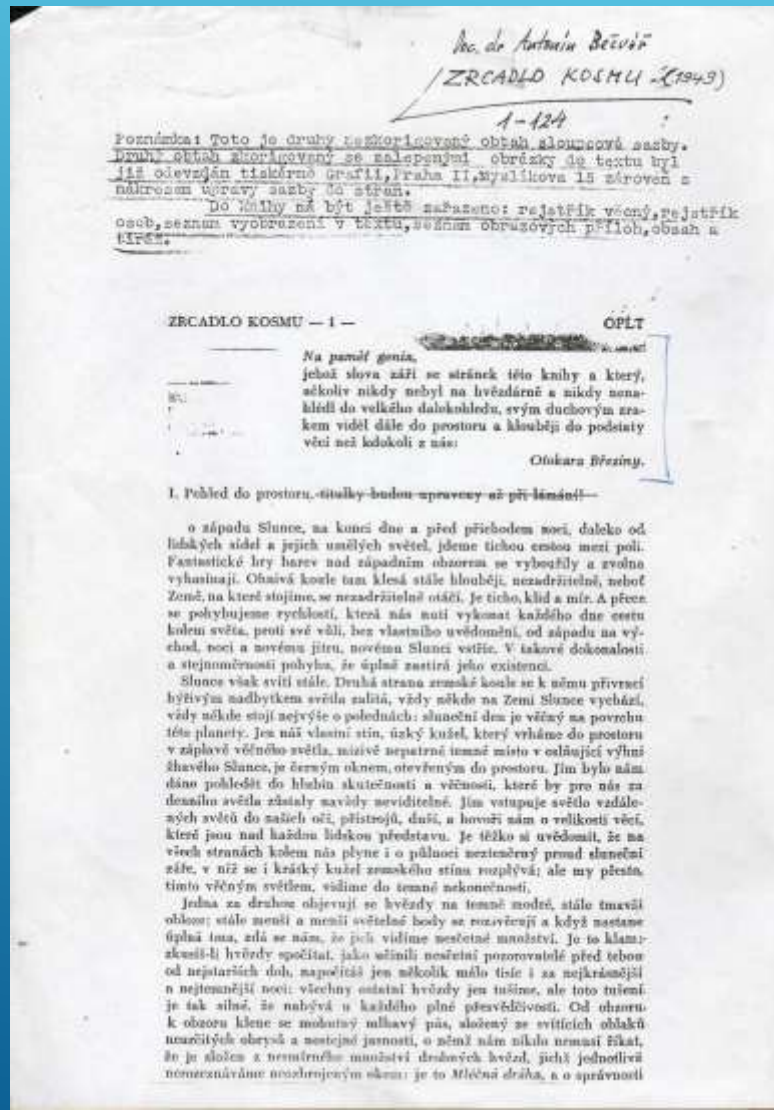 Doc. dr Antonín Bečvář
ZRCADLO KOSMU (1949)
1-124
Poznámka: Toto je druhý nezkorigovaný obtah sloupcové sazby.
Druhý obtah zkorigovaný se zalepenými obrázky do textu byl
již odevzdán tiskárně Grafii, Praha II, Myslíkova 15 zároveň s
nákresem úpravy sazby do stran.
Do knihy má být ještě zařazeno: rejstřík věcný, rejstřík
osob, seznam vyobrazení v textu, seznam obrazových příloh, obsah a
tiráž.
ZRCADLO KOSMU — 1 — OPLT
Na paměť genia,
jehož slova září se stránek této knihy a který,
ačkoliv nikdy nebyl na hvězdárně a nikdy nena-
hlédl do velkého dalekohledu, svým duchovým zra-
kem viděl dále do prostoru a hlouběji do podstaty
věcí než kdokoli z nás:
Otokara Březiny.
I. Pohled do prostoru. titulky budou upraveny až při lámání!
o západu Slunce, na konci dne a před příchodem noci, daleko od
lidských sídel a jejich umělých světel, jdeme tichou cestou mezi poli.
Fantastické hry barev nad západním obzorem se vybouřily a zvolna
vyhasínají. Ohnivá koule tam klesá stále hlouběji, nezadržitelně, neboť
Země, na které stojíme, se nezadržitelně otáčí. Je ticho, klid a mír. A přece
se pohybujeme rychlostí, která nás nutí vykonat každého dne cestu
kolem světa, proti své vůli, bez vlastního uvědomění, od západu na vý-
chod, noci a novému jitru, novému Slunci vstříc. V takové dokonalosti
a stejnoměrnosti pohybu, že úplně zastírá jeho existenci.
Slunce však svítí stále. Druhá strana zemské koule se k němu přivrací
hýřivým nadbytkem světla zalitá, vždy někde na Zemi Slunce vychází,
vždy někde stojí nejvýše o polednách: sluneční den je věčný na povrchu
této planety. Jen náš vlastní stín, úzký kužel, který vrháme do prostoru
v záplavě věčného světla, mizivě nepatrné temné místo v oslňující výhni
žhavého Slunce, je černým oknem, otevřeným do prostoru. Jím bylo nám
dáno pohledět do hlubin skutečnosti a věčnosti, které by pro nás za
denního světla zůstaly navždy neviditelné. Jím vstupuje světlo vzdále-
ných světů do našich očí, přístrojů, duší, a hovoří nám o velikosti věcí,
které jsou nad každou lidskou představu. Je těžko si uvědomit, že na
všech stranách kolem nás plyne i o půlnoci neztenčený proud sluneční
záře, v níž se i krátký kužel zemského stínu rozplývá; ale my přesto,
tímto věčným světlem, vidíme do temné nekonečnosti.
Jedna za druhou objevují se hvězdy na temně modré, stále tmavší
obloze; stále menší a menší světelné body se rozsvěcují a když nastane
úplná tma, zdá se nám, že jich vidíme nesčetné množství. Je to klam:
zkusíš-li hvězdy spočítat, jako učinili nesčetní pozorovatelé před tebou
od nejstarších dob, napočítáš jen několik málo tisíc i za nejkrásnější
a nejtemnější noci: všechny ostatní hvězdy jen tušíme, ale toto tušení
je tak silné, že nabývá u každého plné přesvědčivosti. Od obzoru
k obzoru klene se mohutný mlhavý pás, složený ze svítících oblaků
neurčitých obrysů a nestejné jasnosti, o němž nám nikdo nemusí říkat,
že je složen z nesmírného množství drobných hvězd, jichž jednotlivě
nerozeznáváme neozbrojeným okem: je to Mléčná dráha, a o správnosti